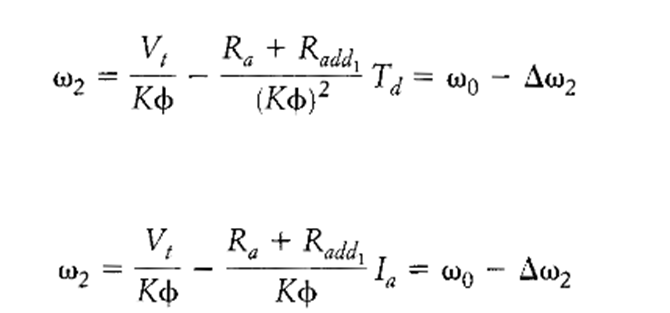 ω₂ = V_t / Kϕ − (R_a + R_add₁) / (Kϕ)² T_d = ω₀ − Δω₂
ω₂ = V_t / Kϕ − (R_a + R_add₁) / Kϕ I_a = ω₀ − Δω₂